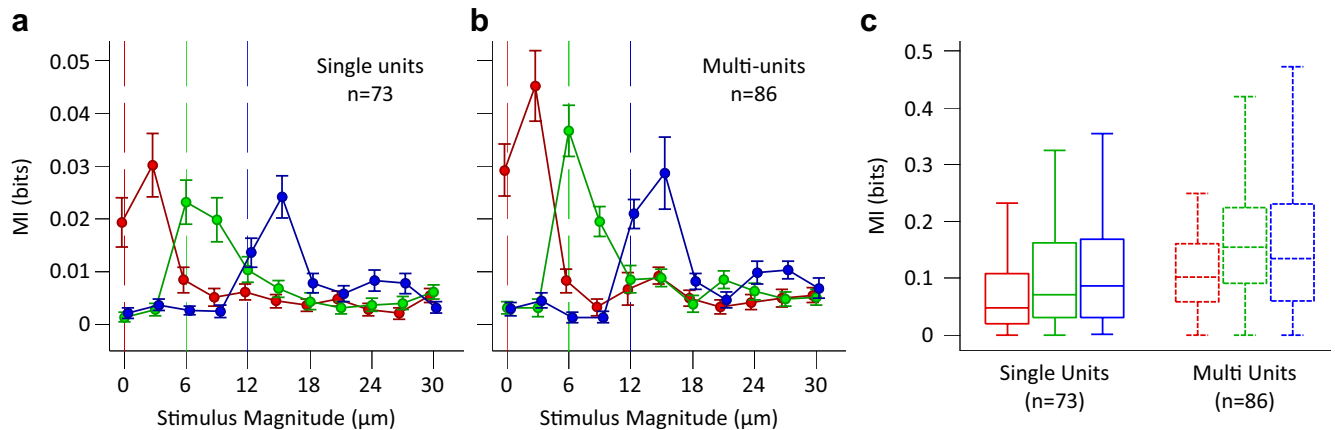 a
Single units
n=73
MI (bits)
0.05
0.04
0.03
0.02
0.01
0
0 6 12 18 24 30
Stimulus Magnitude (μm)
b
Multi-units
n=86
0 6 12 18 24 30
Stimulus Magnitude (μm)
c
MI (bits)
0.5
0.4
0.3
0.2
0.1
0
Single Units
(n=73)
Multi Units
(n=86)